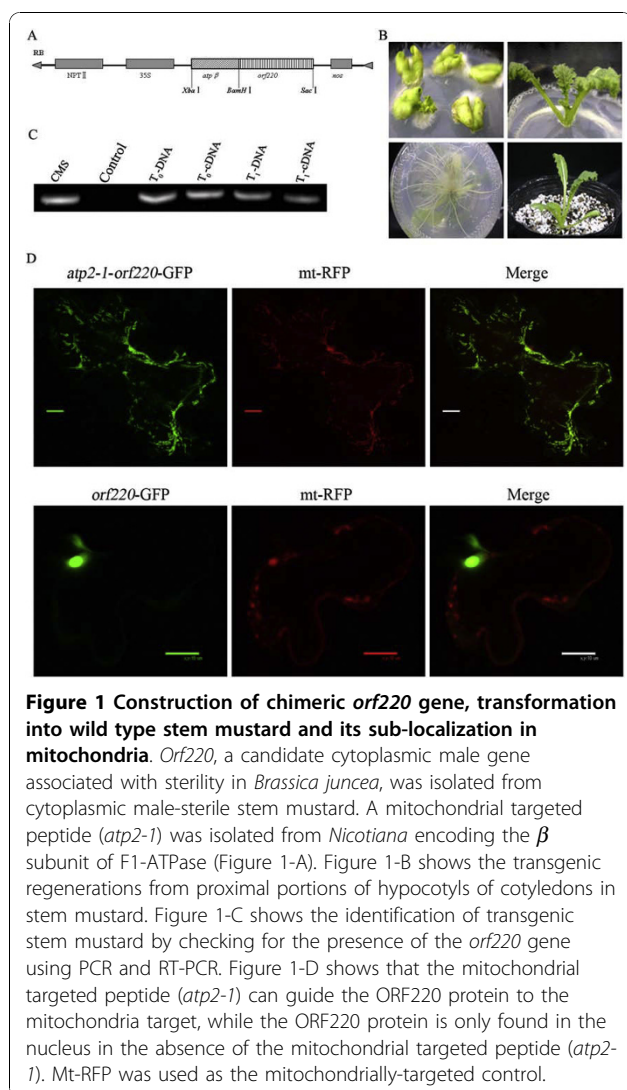 A
RB
NPT II
35S
atp β
orf220
nos
Xba I
BamH I
Sac I
B
C
CMS
Control
T₀-DNA
T₀-cDNA
T₁-DNA
T₁-cDNA
D
atp2-1-orf220-GFP
mt-RFP
Merge
orf220-GFP
mt-RFP
Merge
Figure 1 Construction of chimeric orf220 gene, transformation
into wild type stem mustard and its sub-localization in
mitochondria. Orf220, a candidate cytoplasmic male gene
associated with sterility in Brassica juncea, was isolated from
cytoplasmic male-sterile stem mustard. A mitochondrial targeted
peptide (atp2-1) was isolated from Nicotiana encoding the β
subunit of F1-ATPase (Figure 1-A). Figure 1-B shows the transgenic
regenerations from proximal portions of hypocotyls of cotyledons in
stem mustard. Figure 1-C shows the identification of transgenic
stem mustard by checking for the presence of the orf220 gene
using PCR and RT-PCR. Figure 1-D shows that the mitochondrial
targeted peptide (atp2-1) can guide the ORF220 protein to the
mitochondria target, while the ORF220 protein is only found in the
nucleus in the absence of the mitochondrial targeted peptide (atp2-
1). Mt-RFP was used as the mitochondrially-targeted control.